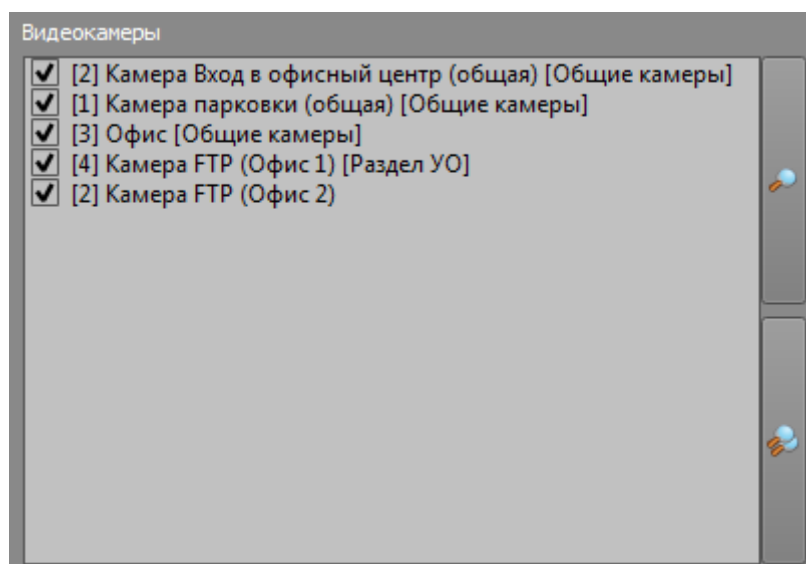 Видеокамеры
[2] Камера Вход в офисный центр (общая) [Общие камеры]
[1] Камера парковки (общая) [Общие камеры]
[3] Офис [Общие камеры]
[4] Камера FTP (Офис 1) [Раздел УО]
[2] Камера FTP (Офис 2)